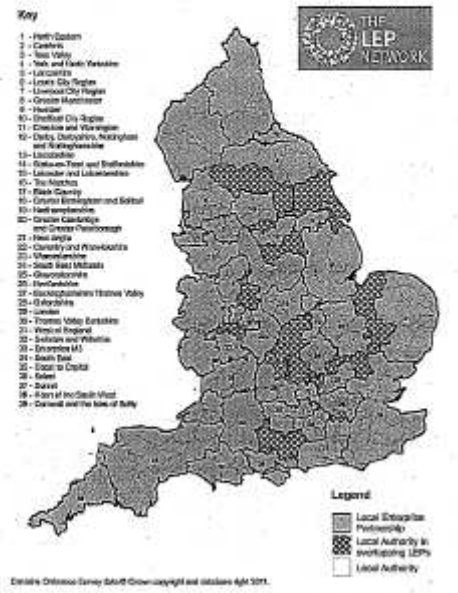 Key
1 - North Eastern
2 - Cumbria
3 - Tees Valley
4 - York and North Yorkshire
5 - Lancashire
6 - Leeds City Region
7 - Liverpool City Region
8 - Greater Manchester
9 - Humber
10 - Sheffield City Region
11 - Cheshire and Warrington
12 - Derby, Derbyshire, Nottingham
and Nottinghamshire
13 - Lincolnshire
14 - Stoke-on-Trent and Staffordshire
15 - Leicester and Leicestershire
16 - The Marches
17 - Black Country
18 - Greater Birmingham and Solihull
19 - Northamptonshire
20 - Greater Cambridge
and Greater Peterborough
21 - New Anglia
22 - Coventry and Warwickshire
23 - Worcestershire
24 - South East Midlands
25 - Gloucestershire
26 - Hertfordshire
27 - Buckinghamshire Thames Valley
28 - Oxfordshire
29 - London
30 - Thames Valley Berkshire
31 - West of England
32 - Swindon and Wiltshire
33 - Enterprise M3
34 - South East
35 - Coast to Capital
36 - Solent
37 - Dorset
38 - Heart of the South West
39 - Cornwall and the Isles of Scilly
THE
LEP
NETWORK
Legend
Local Enterprise
Partnership
Local Authority in
overlapping LEPs
Local Authority
Contains Ordnance Survey data © Crown copyright and database right 2011.